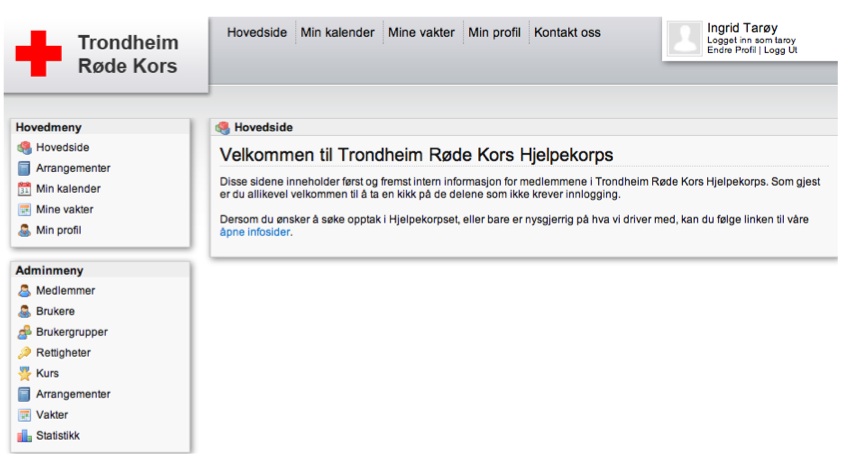 Trondheim
Røde Kors
Hovedside
Min kalender
Mine vakter
Min profil
Kontakt oss
Ingrid Tarøy
Logget inn som taroy
Endre Profil | Logg Ut
Hovedmeny
Hovedside
Arrangementer
Min kalender
Mine vakter
Min profil
Adminmeny
Medlemmer
Brukere
Brukergrupper
Rettigheter
Kurs
Arrangementer
Vakter
Statistikk
Hovedside
Velkommen til Trondheim Røde Kors Hjelpekorps
Disse sidene inneholder først og fremst intern informasjon for medlemmene i Trondheim Røde Kors Hjelpekorps. Som gjest
er du allikevel velkommen til å ta en kikk på de delene som ikke krever innlogging.
Dersom du ønsker å søke opptak i Hjelpekorpset, eller bare er nysgjerrig på hva vi driver med, kan du følge linken til våre
åpne infosider.